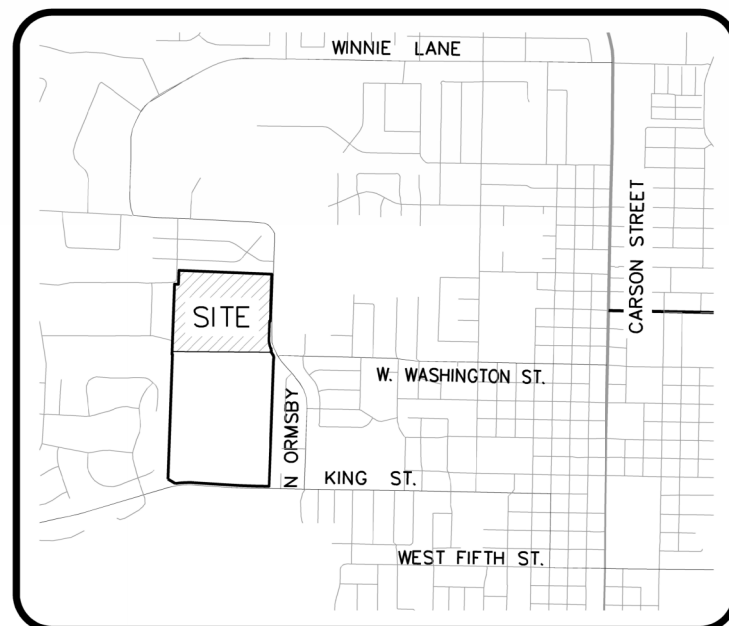 WINNIE LANE
CARSON STREET
SITE
W. WASHINGTON ST.
N ORMSBY
KING ST.
WEST FIFTH ST.